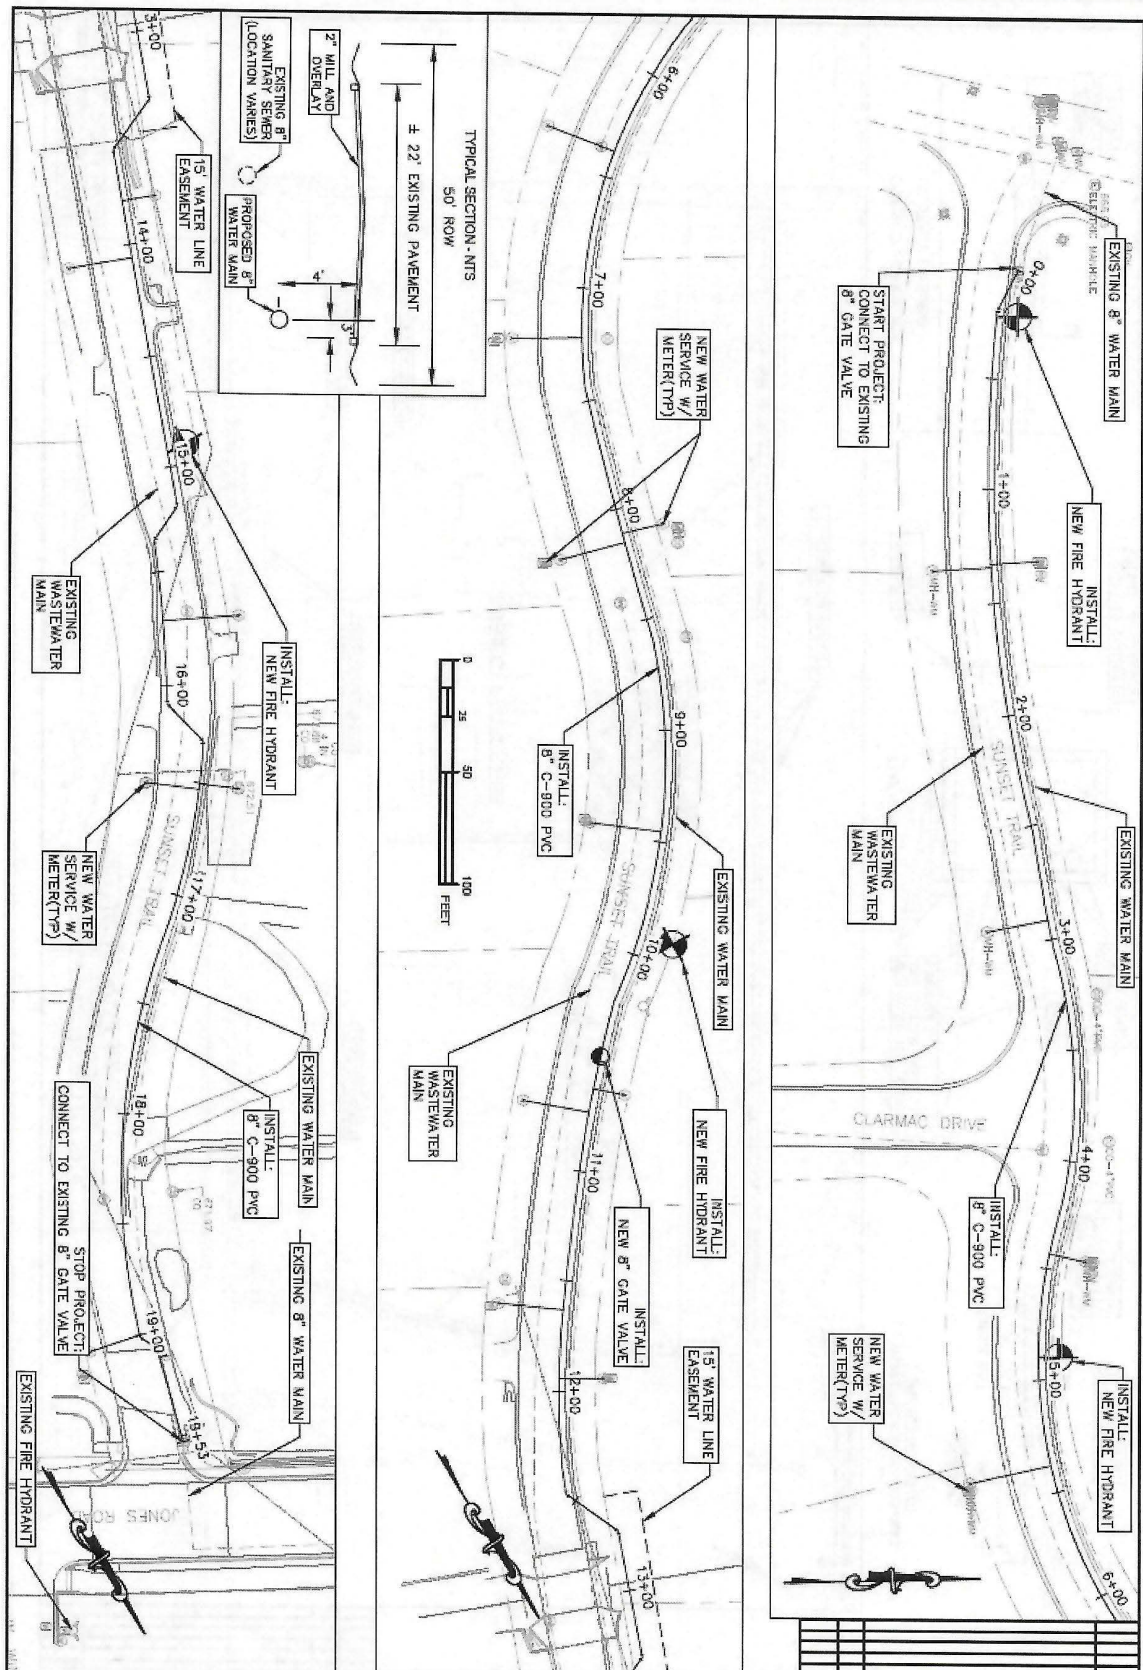 EXISTING 8" WATER MAIN
0+00
START PROJECT:
CONNECT TO EXISTING
8" GATE VALVE
INSTALL:
NEW FIRE HYDRANT
1+00
2+00
SUNSET TRAIL
EXISTING
WASTEWATER
MAIN
EXISTING WATER MAIN
3+00
CLARMAC DRIVE
4+00
INSTALL:
8" C-900 PVC
5+00
INSTALL:
NEW FIRE HYDRANT
NEW WATER
SERVICE W/
METER(TYP)
6+00
6+00
7+00
NEW WATER
SERVICE W/
METER(TYP)
8+00
9+00
INSTALL:
8" C-900 PVC
0 25 50 100
FEET
EXISTING WATER MAIN
SUNSET TRAIL
10+00
EXISTING
WASTEWATER
MAIN
INSTALL:
NEW FIRE HYDRANT
11+00
INSTALL:
NEW 8" GATE VALVE
12+00
15' WATER LINE
EASEMENT
13+00
TYPICAL SECTION - NTS
50' ROW
± 22' EXISTING PAVEMENT
2" MILL AND
OVERLAY
4'
3'
EXISTING 8"
SANITARY SEWER
(LOCATION VARIES)
PROPOSED 8"
WATER MAIN
3+00
15' WATER LINE
EASEMENT
14+00
15+00
EXISTING
WASTEWATER
MAIN
INSTALL:
NEW FIRE HYDRANT
16+00
SUNSET TRAIL
NEW WATER
SERVICE W/
METER(TYP)
17+00
EXISTING WATER MAIN
INSTALL:
8" C-900 PVC
18+00
STOP PROJECT:
CONNECT TO EXISTING 8" GATE VALVE
19+00
EXISTING 8" WATER MAIN
19+53
JONES ROAD
EXISTING FIRE HYDRANT